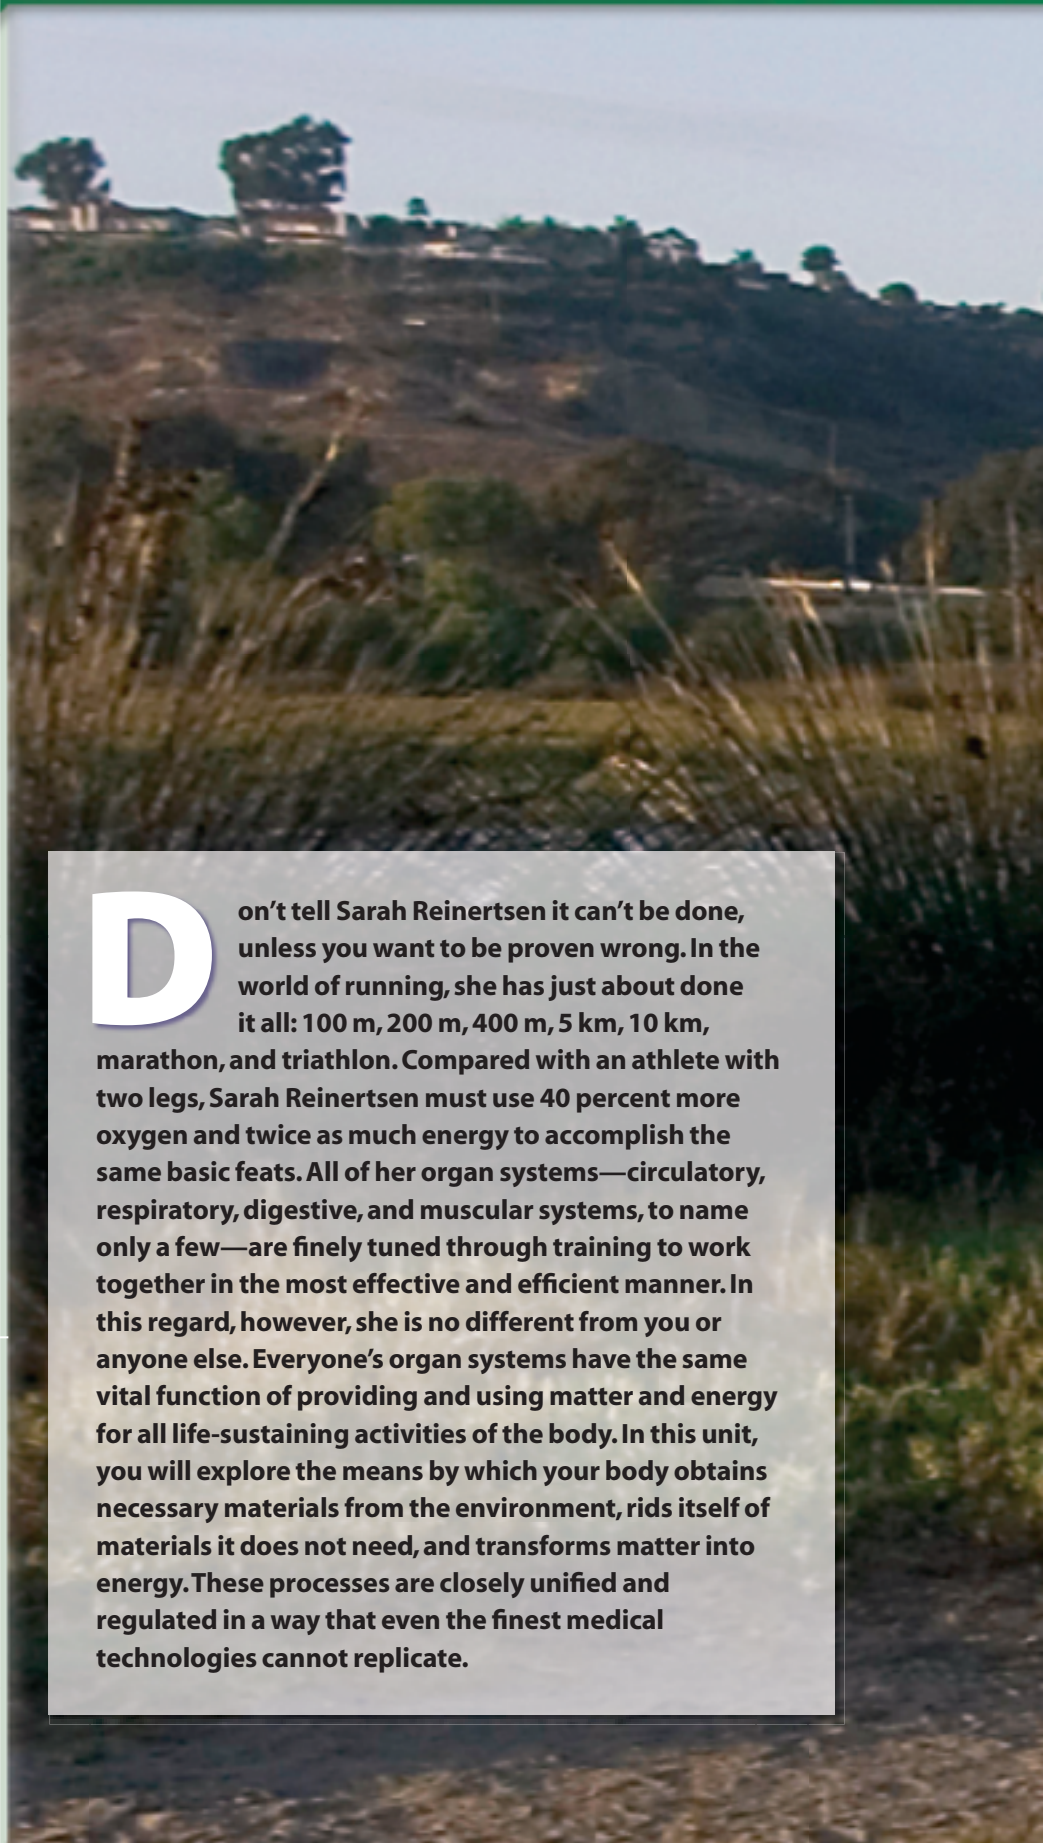 Don’t tell Sarah Reinertsen it can’t be done,
unless you want to be proven wrong. In the
world of running, she has just about done
it all: 100 m, 200 m, 400 m, 5 km, 10 km,
marathon, and triathlon. Compared with an athlete with
two legs, Sarah Reinertsen must use 40 percent more
oxygen and twice as much energy to accomplish the
same basic feats. All of her organ systems—circulatory,
respiratory, digestive, and muscular systems, to name
only a few—are finely tuned through training to work
together in the most effective and efficient manner. In
this regard, however, she is no different from you or
anyone else. Everyone’s organ systems have the same
vital function of providing and using matter and energy
for all life-sustaining activities of the body. In this unit,
you will explore the means by which your body obtains
necessary materials from the environment, rids itself of
materials it does not need, and transforms matter into
energy. These processes are closely unified and
regulated in a way that even the finest medical
technologies cannot replicate.